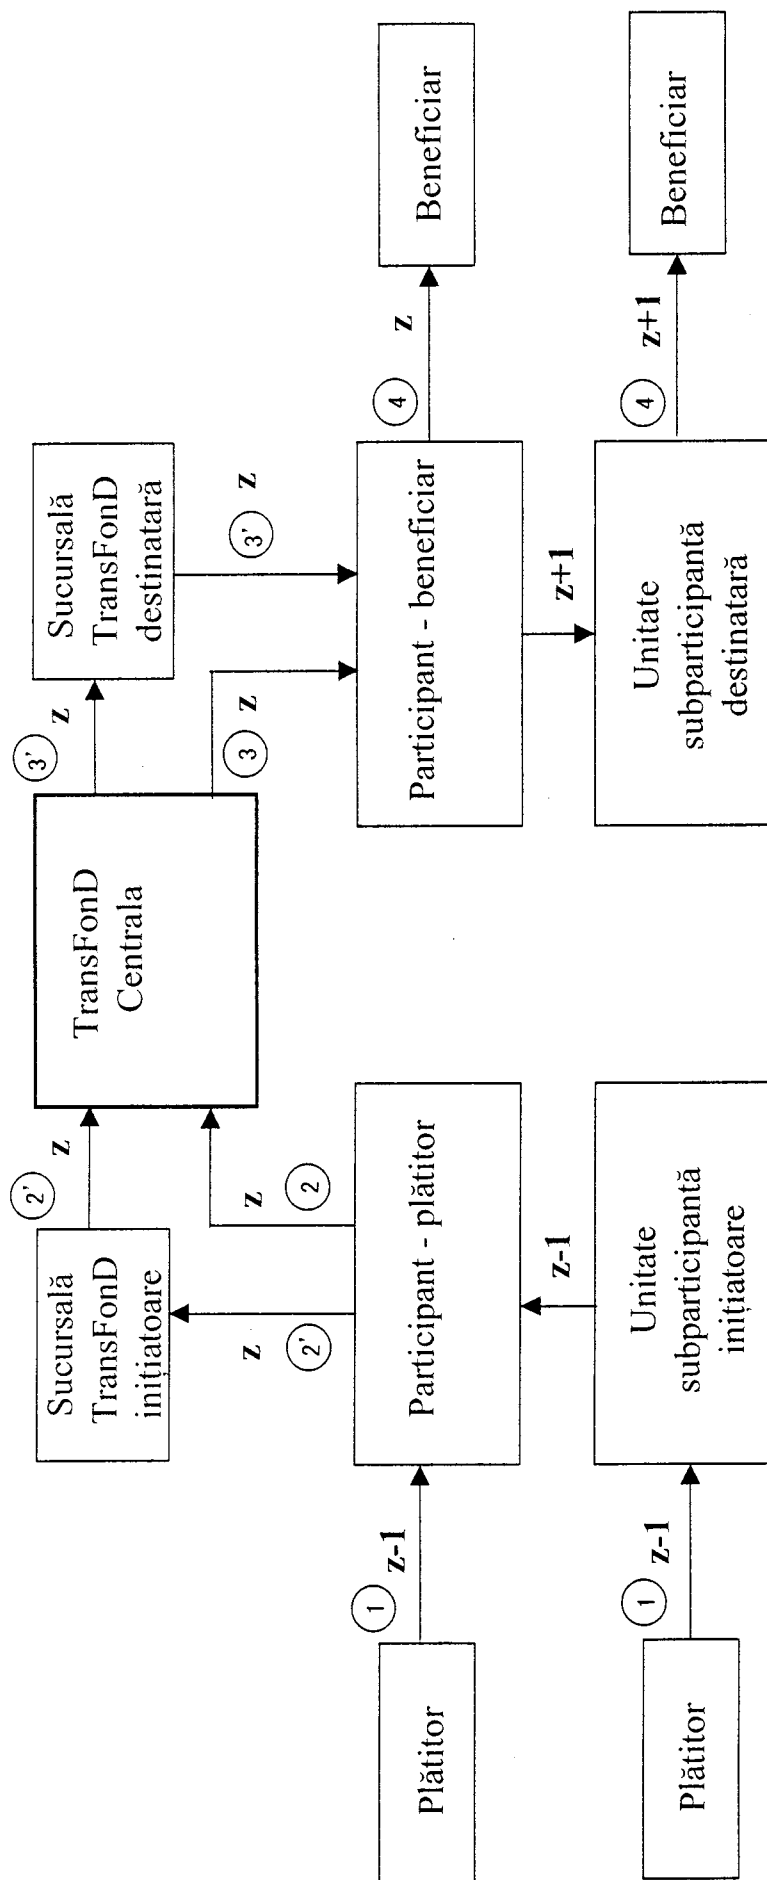 Sucursală
TransFonD
inițiatoare
2'
z
TransFonD
Centrala
3'
z
Sucursală
TransFonD
destinatară
z
2'
z
2
3
z
3'
z
Plătitor
1
z-1
Participant - plătitor
Participant - beneficiar
4
z
Beneficiar
z-1
z+1
Plătitor
1
z-1
Unitate
subparticipantă
inițiatoare
Unitate
subparticipantă
destinatară
4
z+1
Beneficiar